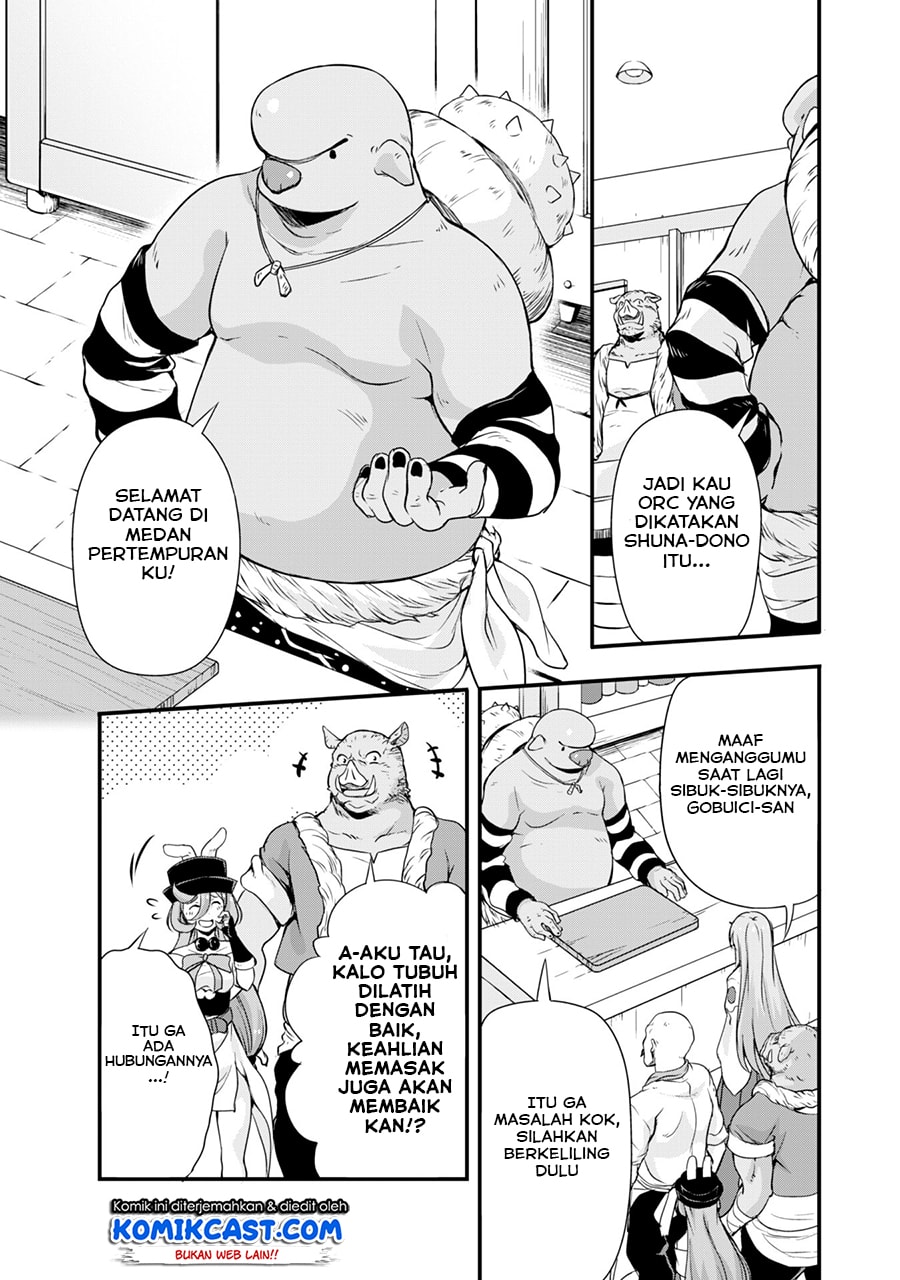 JADI KAU
ORC YANG
DIKATAKAN
SHUNA-DONO
ITU...
SELAMAT
DATANG DI
MEDAN
PERTEMPURAN
KU!
MAAF
MENGANGGUMU
SAAT LAGI
SIBUK-SIBUKNYA,
GOBUICI-SAN
ITU GA
MASALAH KOK,
SILAHKAN
BERKELILING
DULU
A-AKU TAU,
KALO TUBUH
DILATIH
DENGAN
BAIK,
KEAHLIAN
MEMASAK
JUGA AKAN
MEMBAIK
KAN!?
ITU GA
ADA
HUBUNGANNYA
...!
Komik ini diterjemahkan & diedit oleh
KOMIKCAST.COM
BUKAN WEB LAIN!!